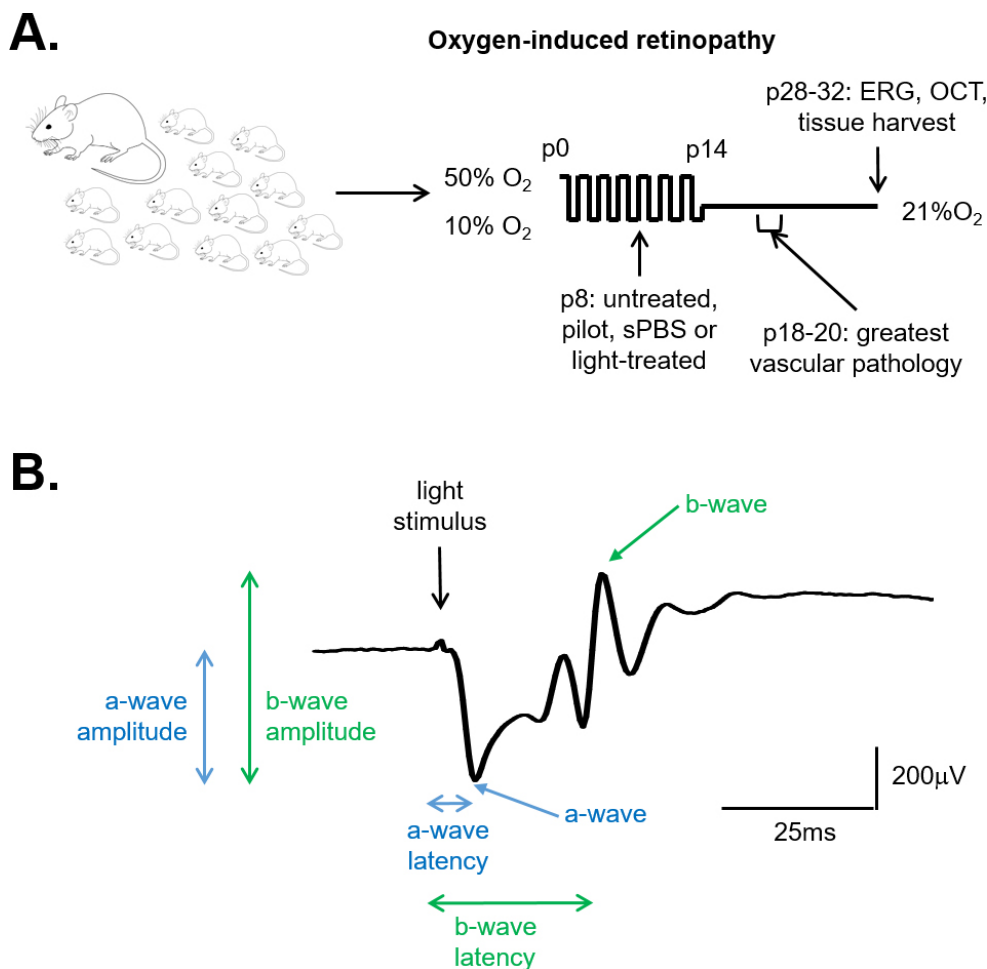 A.
Oxygen-induced retinopathy
p28-32: ERG, OCT,
tissue harvest
p0
p14
50% O₂
10% O₂
21%O₂
p8: untreated,
pilot, sPBS or
light-treated
p18-20: greatest
vascular pathology
B.
light
stimulus
b-wave
a-wave
amplitude
b-wave
amplitude
200μV
25ms
a-wave
a-wave
latency
b-wave
latency